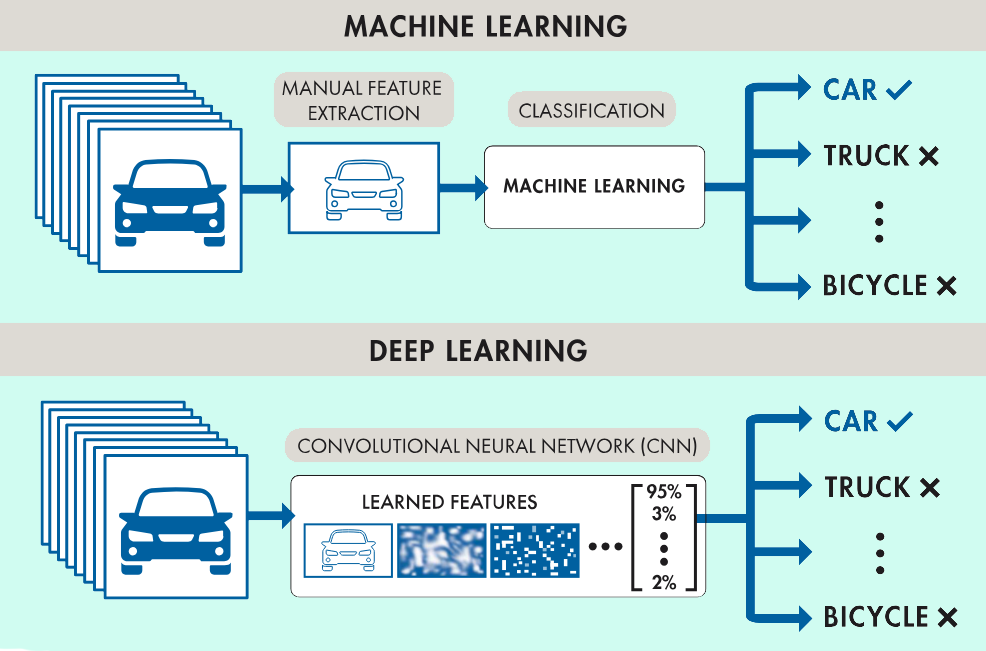 MACHINE LEARNING
MANUAL FEATURE
EXTRACTION
CLASSIFICATION
MACHINE LEARNING
CAR
TRUCK
BICYCLE
DEEP LEARNING
CONVOLUTIONAL NEURAL NETWORK (CNN)
LEARNED FEATURES
95%
3%
2%
CAR
TRUCK
BICYCLE